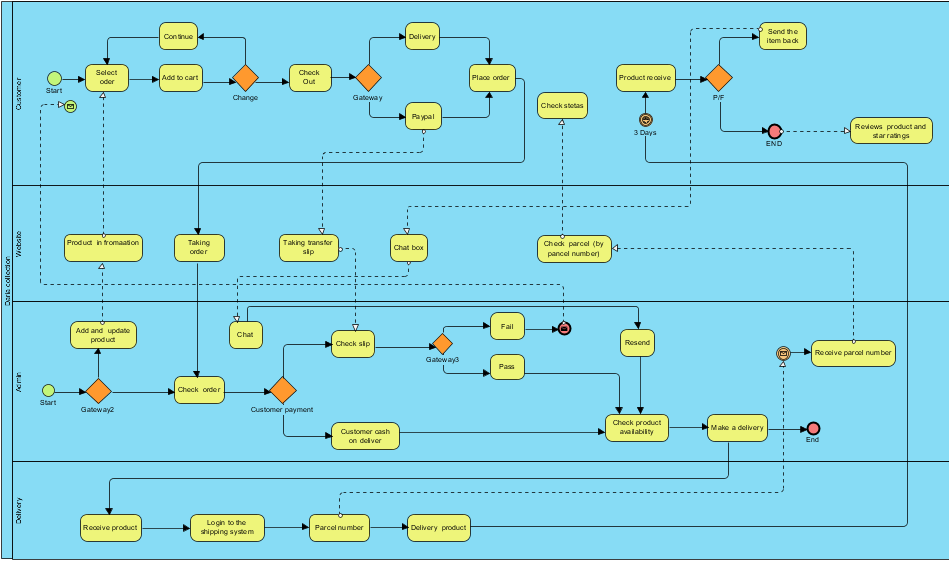 Daria collection
Customer
Website
Admin
Delivery
Continue
Start
Select
oder
Add to cart
Change
Check
Out
Gateway
Delivery
Paypal
Place order
Check stetas
Product receive
3 Days
P/F
Send the
item back
END
Reviews product and
star ratings
Product in fromaation
Taking
order
Taking transfer
slip
Chat box
Check parcel (by
parcel number)
Add and update
product
Start
Gateway2
Check order
Chat
Customer payment
Check slip
Customer cash
on deliver
Gateway3
Fail
Pass
Resend
Check product
availability
Make a delivery
End
Receive parcel number
Receive product
Login to the
shipping system
Parcel number
Delivery product